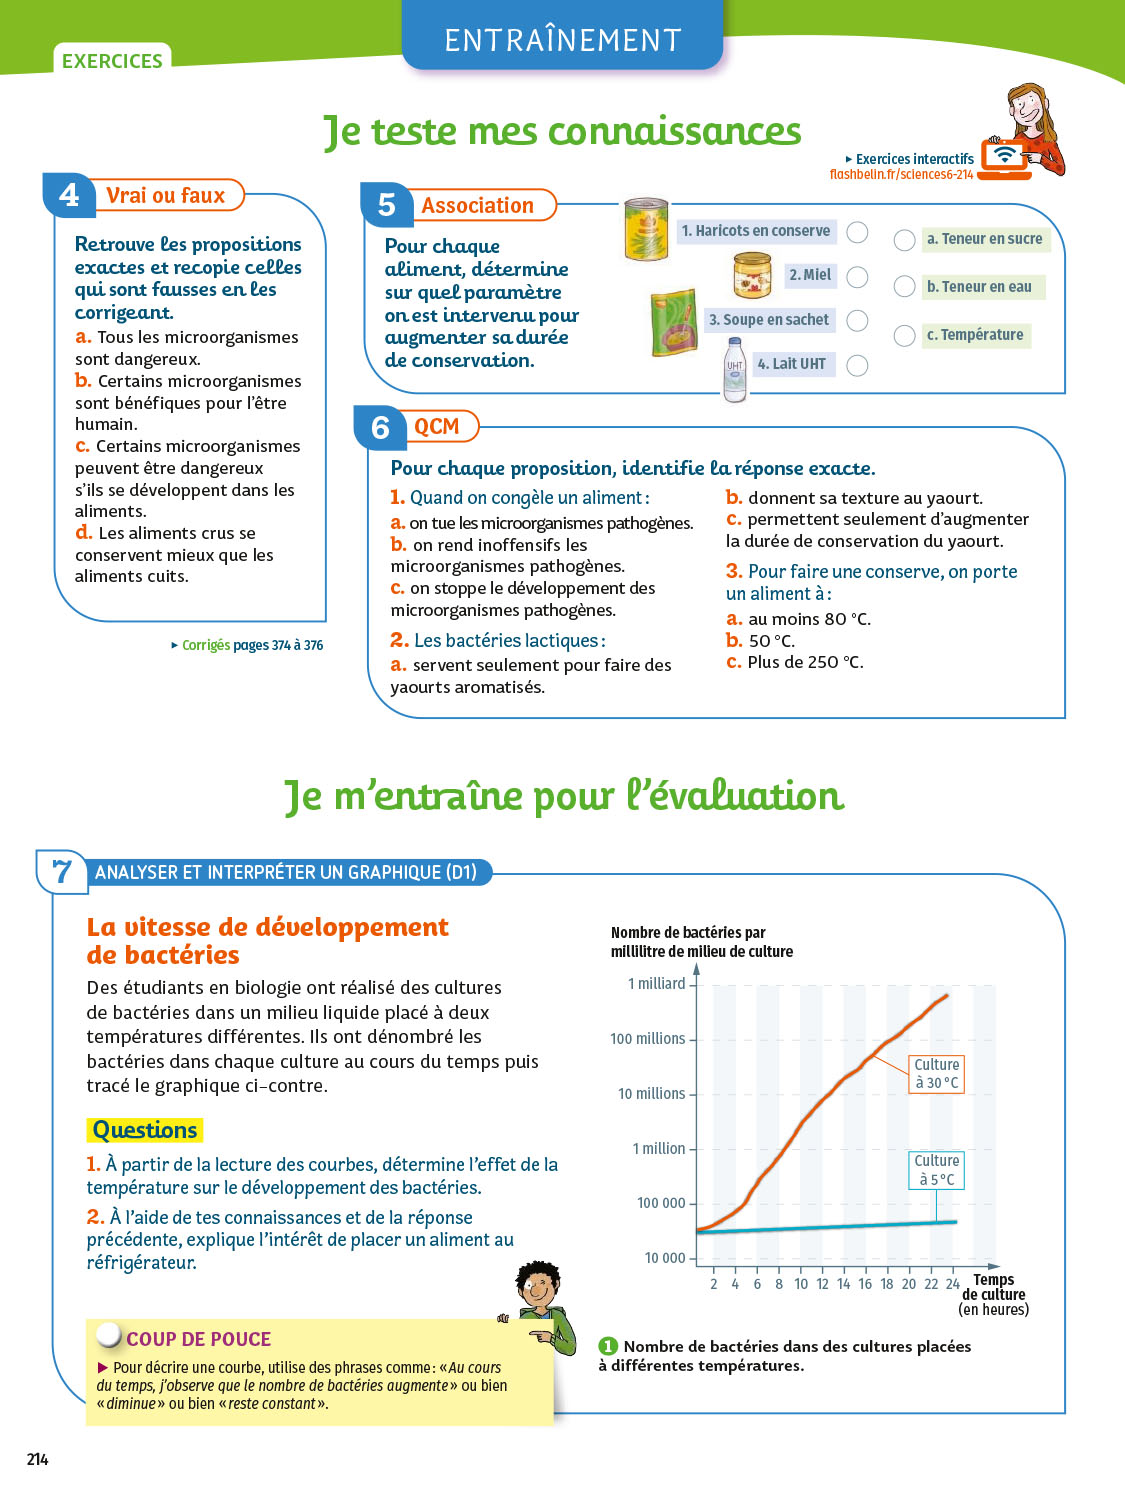 ENTRAÎNEMENT
EXERCICES
Je teste mes connaissances
▸ Exercices interactifs
flashbelin.fr/sciences6-214
4 Vrai ou faux
Retrouve les propositions
exactes et recopie celles
qui sont fausses en les
corrigeant.
a. Tous les microorganismes
sont dangereux.
b. Certains microorganismes
sont bénéfiques pour l'être
humain.
c. Certains microorganismes
peuvent être dangereux
s'ils se développent dans les
aliments.
d. Les aliments crus se
conservent mieux que les
aliments cuits.
▸ Corrigés pages 374 à 376
5 Association
Pour chaque
aliment, détermine
sur quel paramètre
on est intervenu pour
augmenter sa durée
de conservation.
1. Haricots en conserve
2. Miel
3. Soupe en sachet
UHT
4. Lait UHT
a. Teneur en sucre
b. Teneur en eau
c. Température
6 QCM
Pour chaque proposition, identifie la réponse exacte.
1. Quand on congèle un aliment :
a. on tue les microorganismes pathogènes.
b. on rend inoffensifs les
microorganismes pathogènes.
c. on stoppe le développement des
microorganismes pathogènes.
2. Les bactéries lactiques :
a. servent seulement pour faire des
yaourts aromatisés.
b. donnent sa texture au yaourt.
c. permettent seulement d'augmenter
la durée de conservation du yaourt.
3. Pour faire une conserve, on porte
un aliment à :
a. au moins 80 °C.
b. 50 °C.
c. Plus de 250 °C.
Je m'entraîne pour l'évaluation
7 ANALYSER ET INTERPRÉTER UN GRAPHIQUE (D1)
La vitesse de développement
de bactéries
Des étudiants en biologie ont réalisé des cultures
de bactéries dans un milieu liquide placé à deux
températures différentes. Ils ont dénombré les
bactéries dans chaque culture au cours du temps puis
tracé le graphique ci-contre.
Questions
1. À partir de la lecture des courbes, détermine l'effet de la
température sur le développement des bactéries.
2. À l'aide de tes connaissances et de la réponse
précédente, explique l'intérêt de placer un aliment au
réfrigérateur.
COUP DE POUCE
▶ Pour décrire une courbe, utilise des phrases comme : « Au cours
du temps, j'observe que le nombre de bactéries augmente » ou bien
« diminue » ou bien « reste constant ».
Nombre de bactéries par
millilitre de milieu de culture
1 milliard
100 millions
10 millions
1 million
100 000
10 000
Culture
à 30 °C
Culture
à 5 °C
2 4 6 8 10 12 14 16 18 20 22 24
Temps
de culture
(en heures)
1 Nombre de bactéries dans des cultures placées
à différentes températures.
214